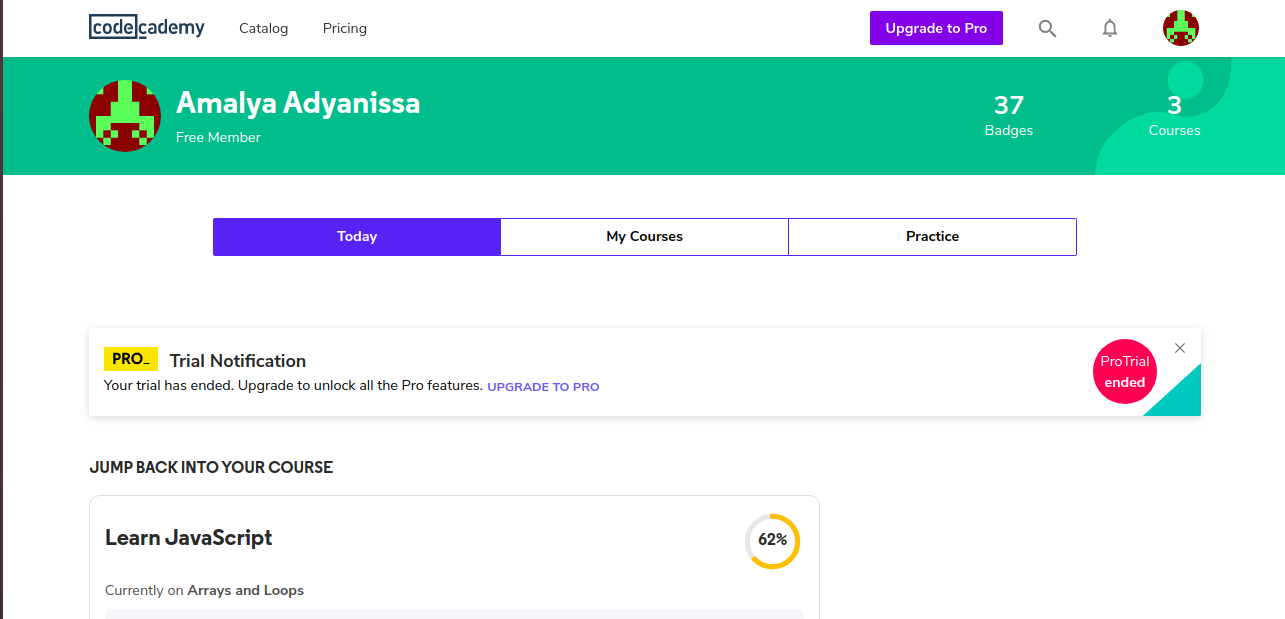 codecademy Catalog Pricing Upgrade to Pro
Amalya Adyanissa
Free Member
37
Badges
3
Courses
Today My Courses Practice
PRO_ Trial Notification
Your trial has ended. Upgrade to unlock all the Pro features. UPGRADE TO PRO
ProTrial
ended
JUMP BACK INTO YOUR COURSE
Learn JavaScript
62%
Currently on Arrays and Loops